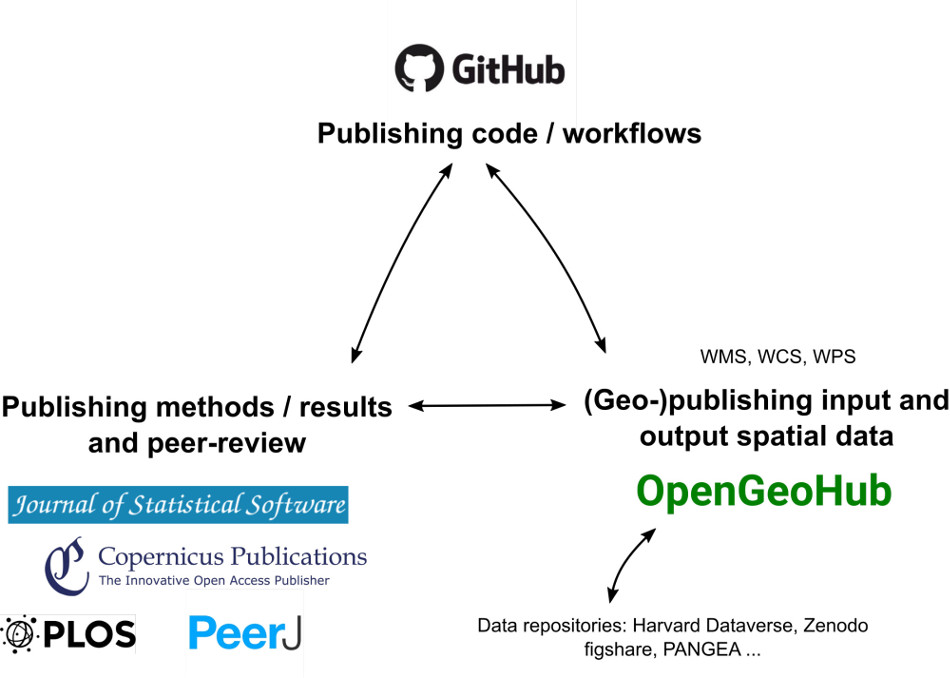 GitHub
Publishing code / workflows
WMS, WCS, WPS
(Geo-)publishing input and
output spatial data
OpenGeoHub
Publishing methods / results
and peer-review
Journal of Statistical Software
Copernicus Publications
The Innovative Open Access Publisher
PLOS
PeerJ
Data repositories: Harvard Dataverse, Zenodo
figshare, PANGEA ...